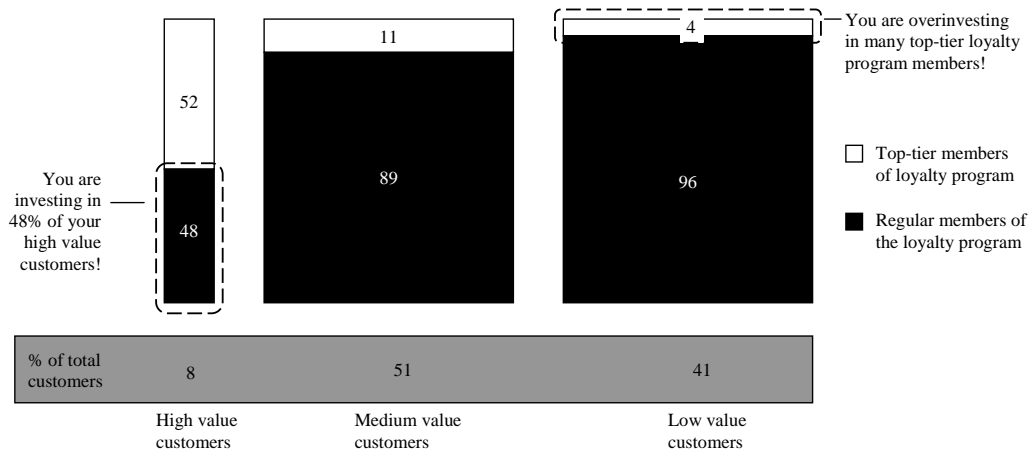 52
48
11
89
4
96
You are
investing in
48% of your
high value
customers!
You are overinvesting
in many top-tier loyalty
program members!
Top-tier members
of loyalty program
Regular members of
the loyalty program
% of total
customers
8
51
41
High value
customers
Medium value
customers
Low value
customers